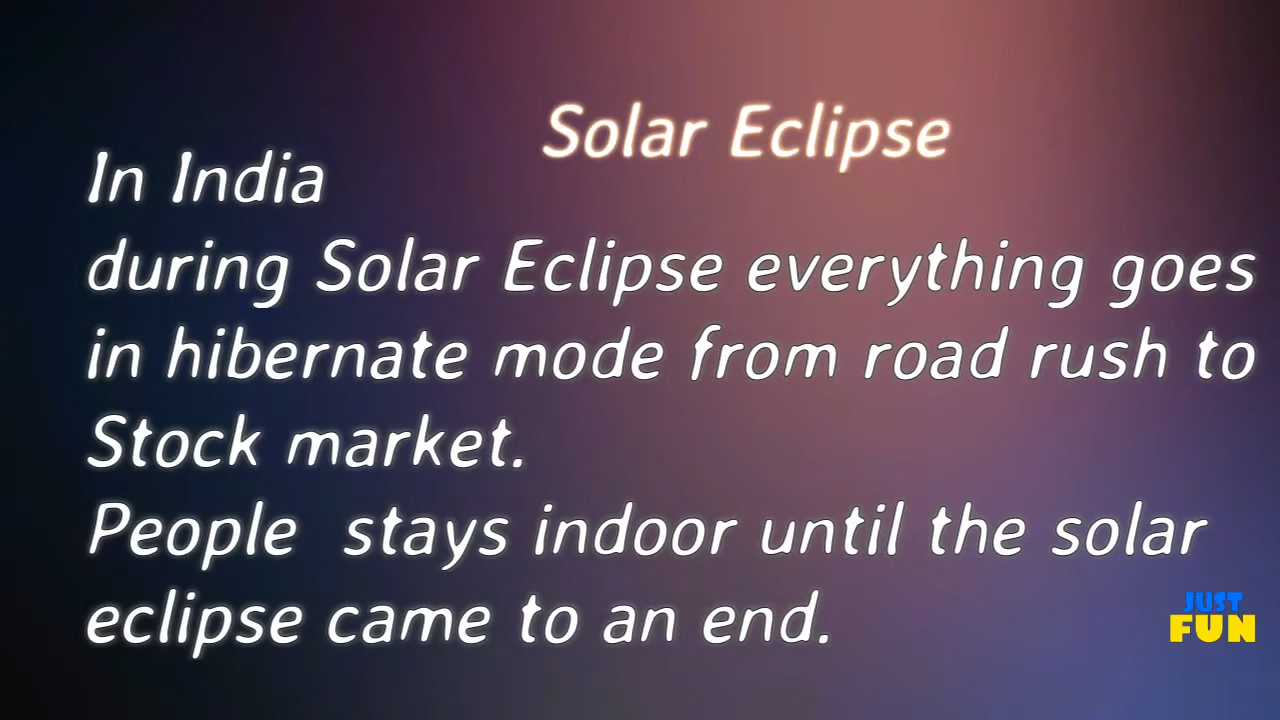 Solar Eclipse
In India
during Solar Eclipse everything goes
in hibernate mode from road rush to
Stock market.
People stays indoor until the solar
eclipse came to an end.
JUST
FUN